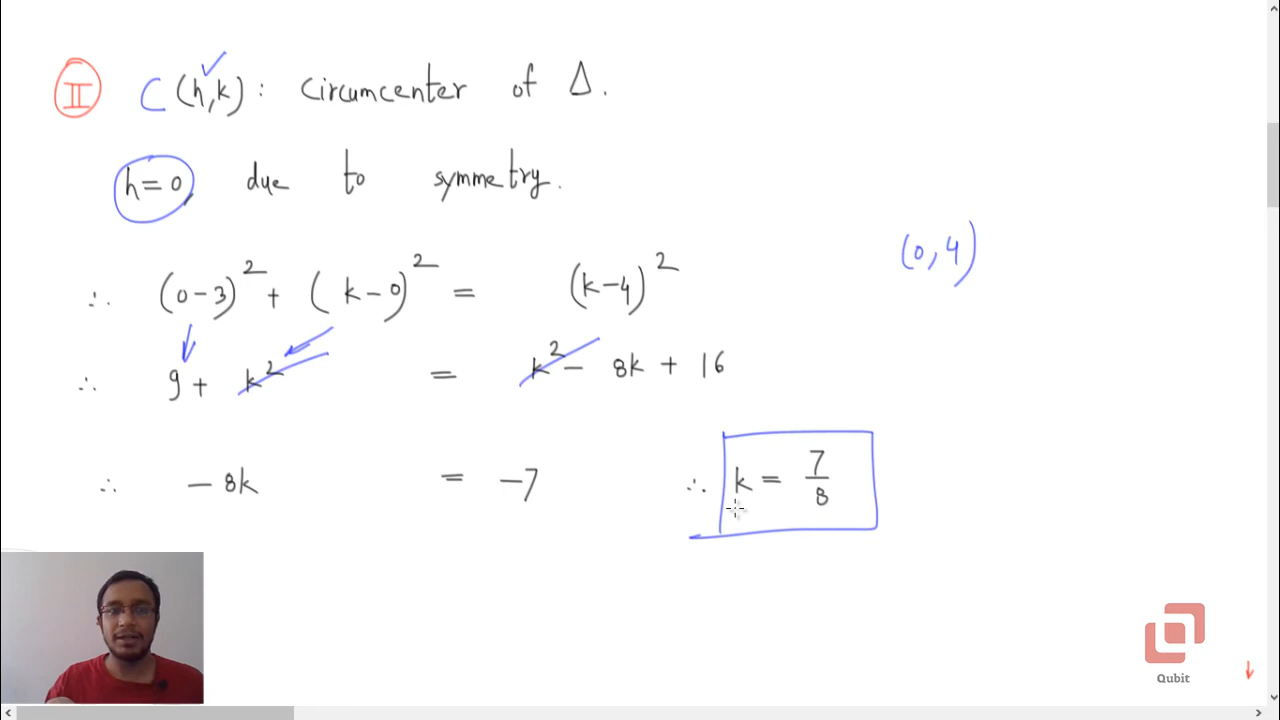 II C (h,k) : Circumcenter of Δ.
h=0 due to symmetry.
(0,4)
∴ (0-3)² + (k-0)² = (k-4)²
∴ 9 + k² = k² - 8k + 16
∴ - 8k = -7 ∴ k = 7/8
Qubit